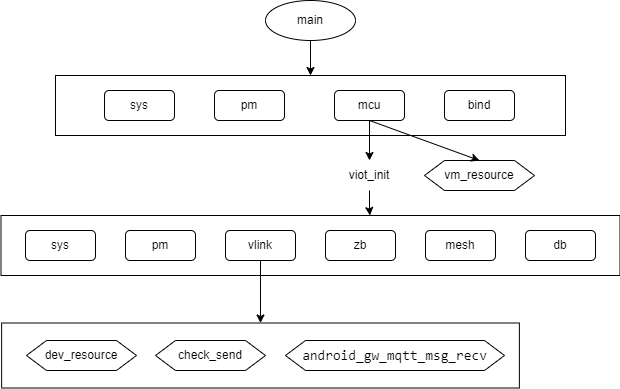 main
sys
pm
mcu
bind
viot_init
vm_resource
sys
pm
vlink
zb
mesh
db
dev_resource
check_send
android_gw_mqtt_msg_recv